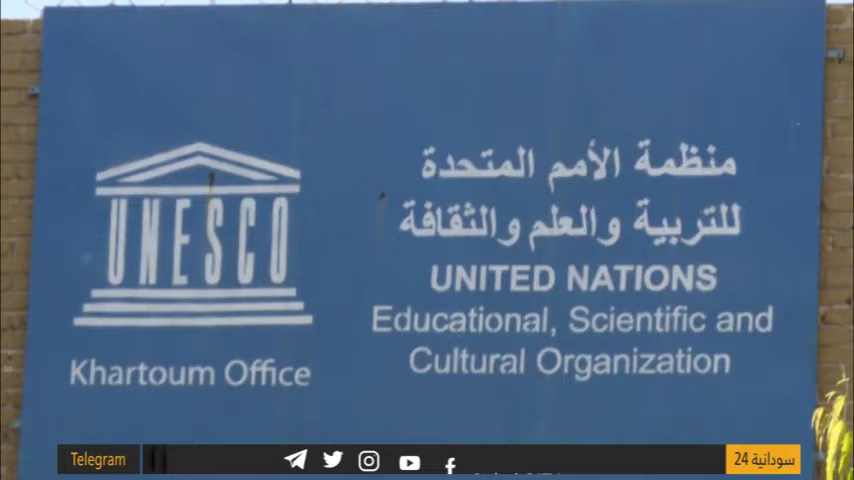 UNESCO
Khartoum Office
منظمة الأمم المتحدة
للتربية والعلم والثقافة
UNITED NATIONS
Educational, Scientific and
Cultural Organization
Telegram
سودانية 24